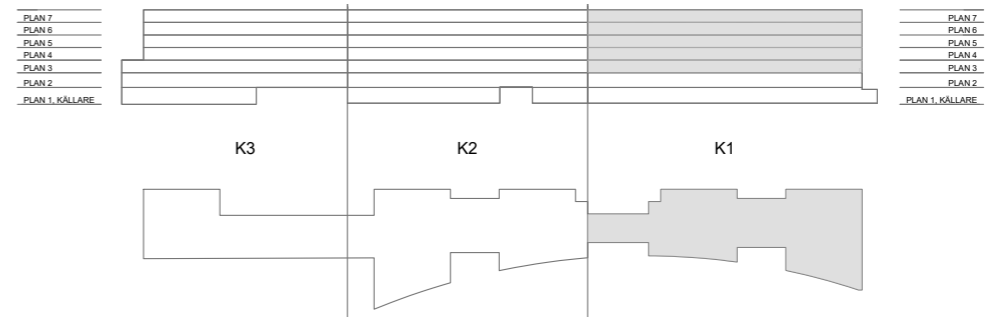 PLAN 7
PLAN 6
PLAN 5
PLAN 4
PLAN 3
PLAN 2
PLAN 1, KÄLLARE
PLAN 7
PLAN 6
PLAN 5
PLAN 4
PLAN 3
PLAN 2
PLAN 1, KÄLLARE
K3
K2
K1